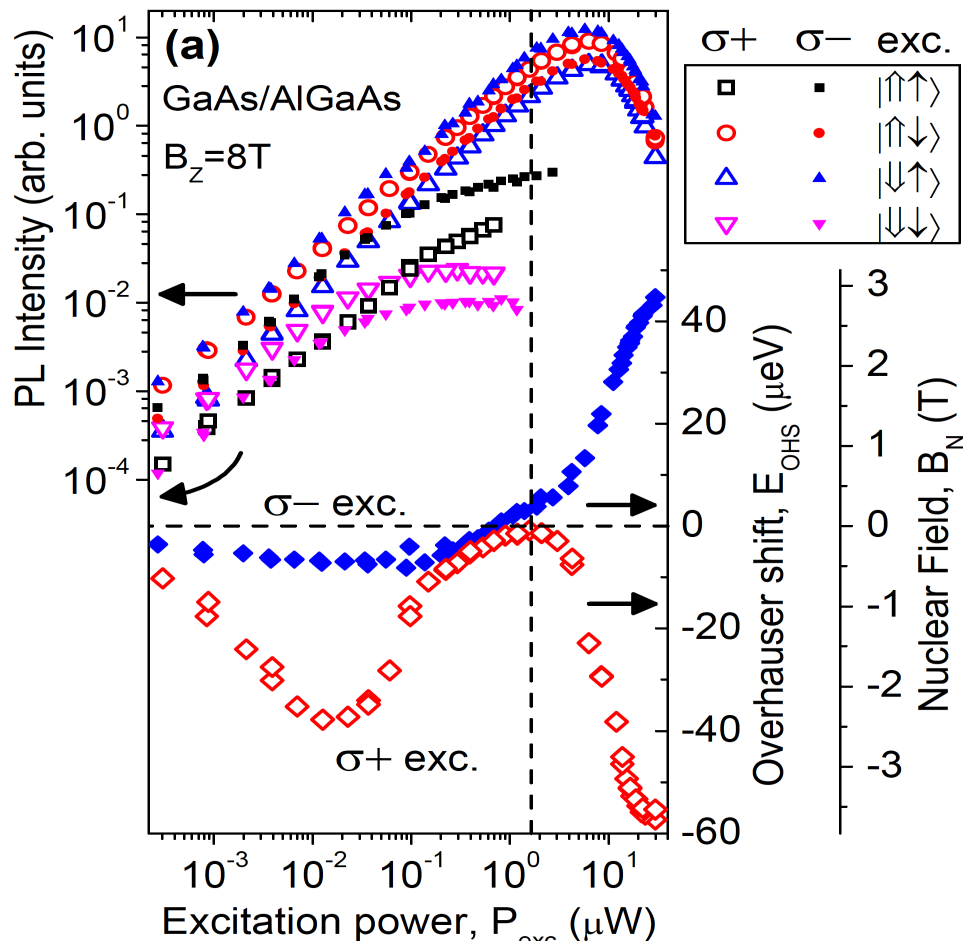 (a)
GaAs/AlGaAs
B_Z=8T
PL Intensity (arb. units)
10^1
10^0
10^-1
10^-2
10^-3
10^-4
σ+ σ− exc.
|⇑↑⟩
|⇑↓⟩
|⇓↑⟩
|⇓↓⟩
σ− exc.
σ+ exc.
40
20
0
-20
-40
-60
Overhauser shift, E_OHS (μeV)
3
2
1
0
-1
-2
-3
Nuclear Field, B_N (T)
10^-3 10^-2 10^-1 10^0 10^1
Excitation power, P_exc (μW)